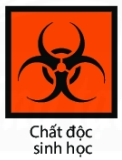 Chất độc
sinh học